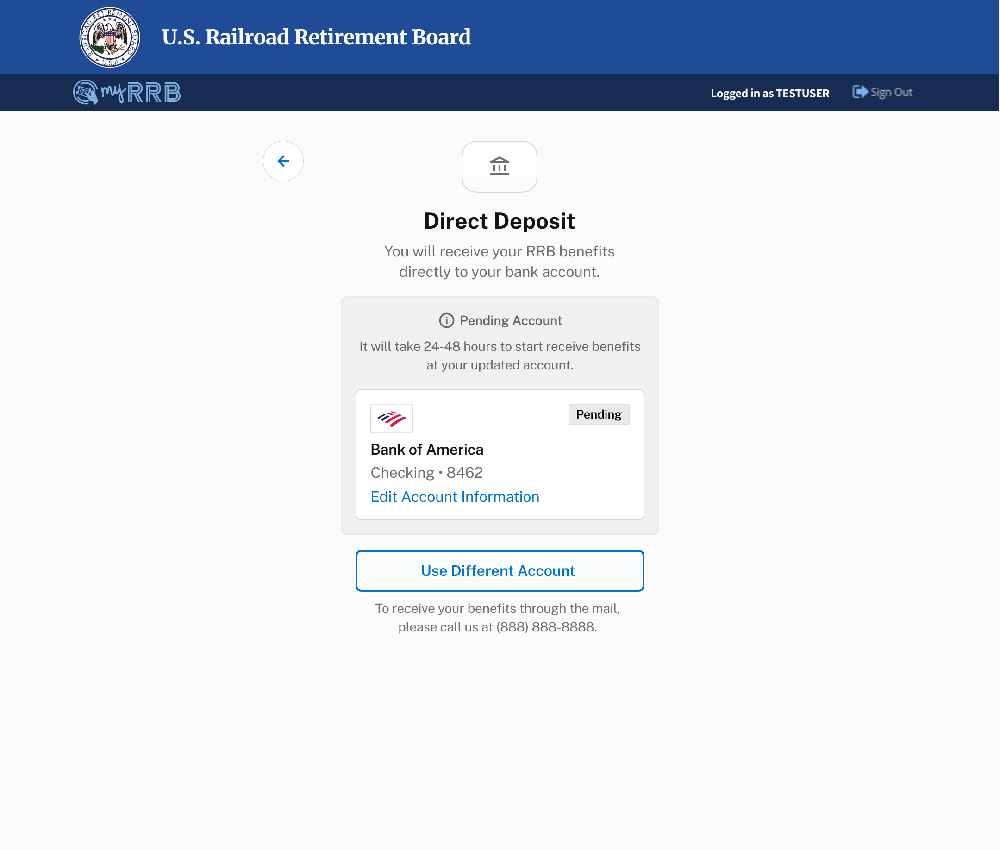 RAILROAD RETIREMENT BOARD
U.S.A.
U.S. Railroad Retirement Board
myRRB
Logged in as TESTUSER
Sign Out
Direct Deposit
You will receive your RRB benefits
directly to your bank account.
Pending Account
It will take 24-48 hours to start receive benefits
at your updated account.
Pending
Bank of America
Checking • 8462
Edit Account Information
Use Different Account
To receive your benefits through the mail,
please call us at (888) 888-8888.